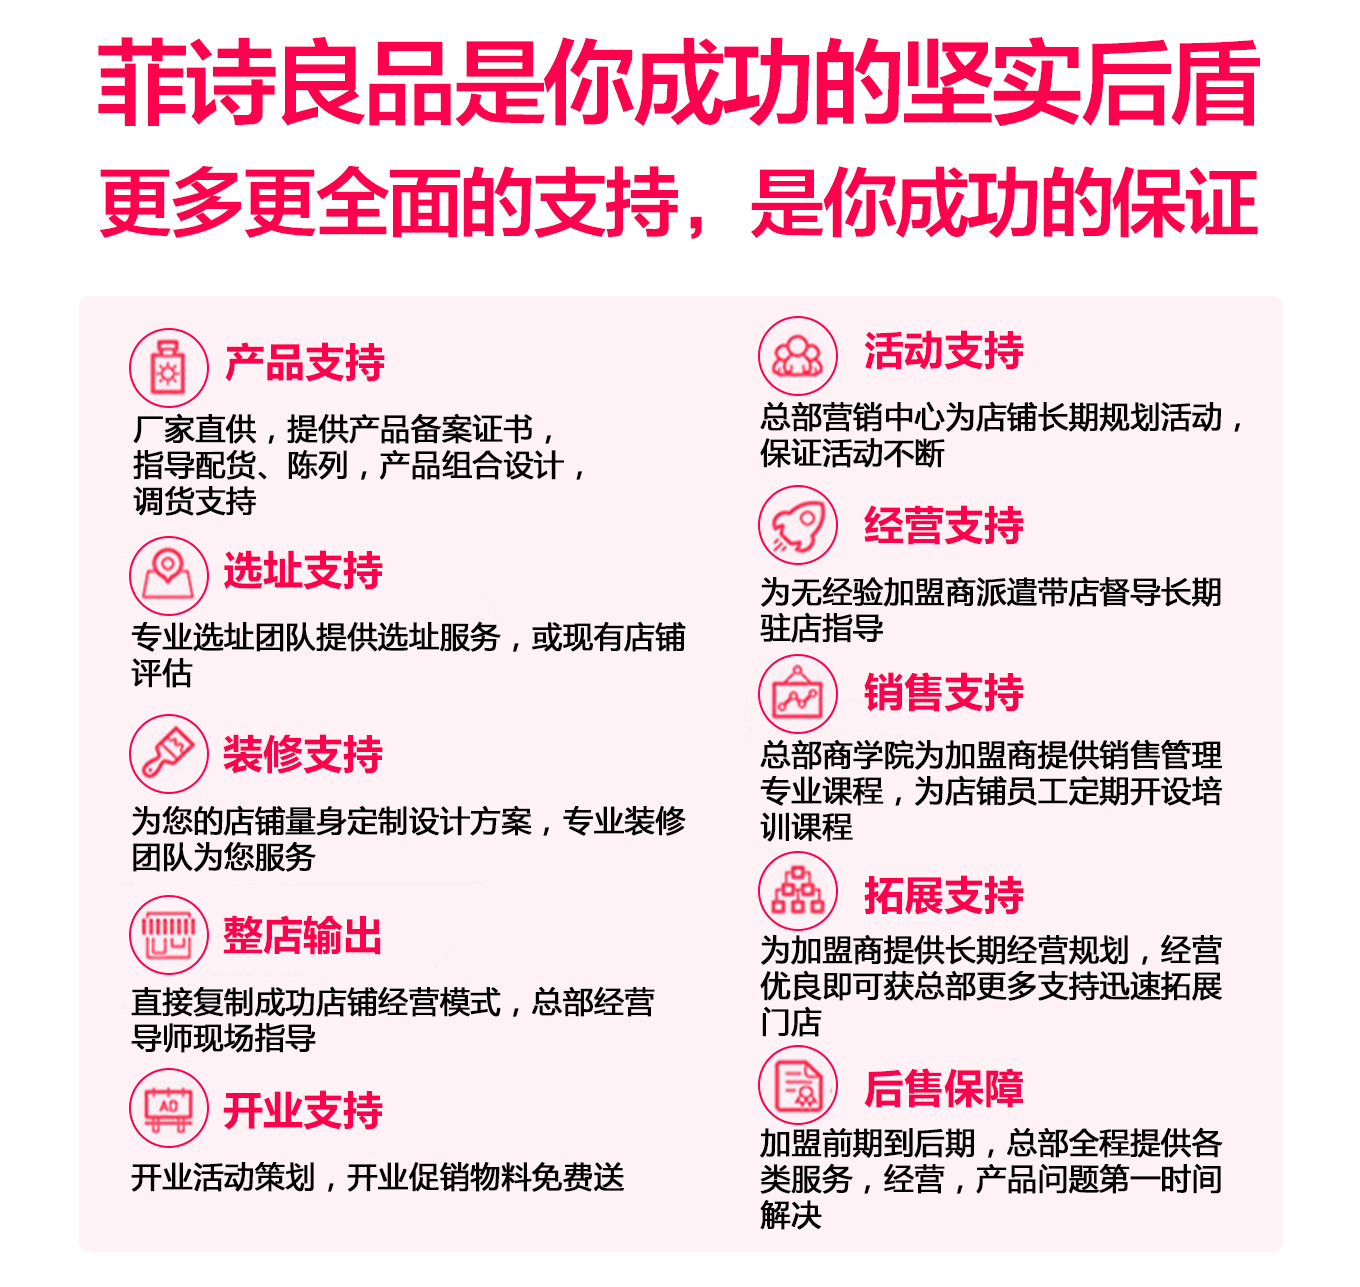 菲诗良品是你成功的坚实后盾
更多更全面的支持，是你成功的保证
产品支持
厂家直供，提供产品备案证书，
指导配货、陈列，产品组合设计，
调货支持
选址支持
专业选址团队提供选址服务，或现有店铺
评估
装修支持
为您的店铺量身定制设计方案，专业装修
团队为您服务
整店输出
直接复制成功店铺经营模式，总部经营
导师现场指导
AD
开业支持
开业活动策划，开业促销物料免费送
活动支持
总部营销中心为店铺长期规划活动，
保证活动不断
经营支持
为无经验加盟商派遣带店督导长期
驻店指导
销售支持
总部商学院为加盟商提供销售管理
专业课程，为店铺员工定期开设培
训课程
拓展支持
为加盟商提供长期经营规划，经营
优良即可获总部更多支持迅速拓展
门店
后售保障
加盟前期到后期，总部全程提供各
类服务，经营，产品问题第一时间
解决